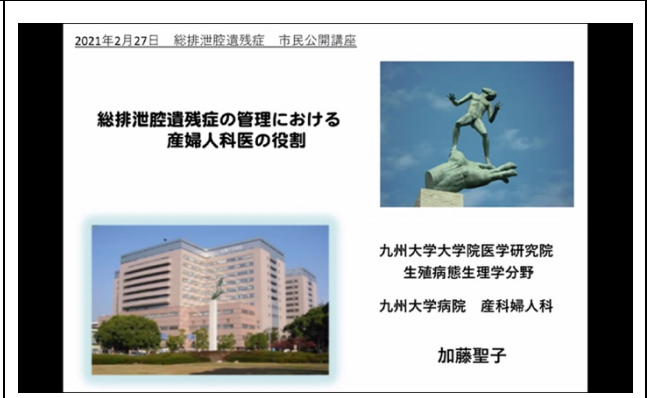 2021年2月27日　総排泄腔遺残症　市民公開講座
総排泄腔遺残症の管理における
産婦人科医の役割
九州大学大学院医学研究院
生殖病態生理学分野
九州大学病院　産科婦人科
加藤聖子